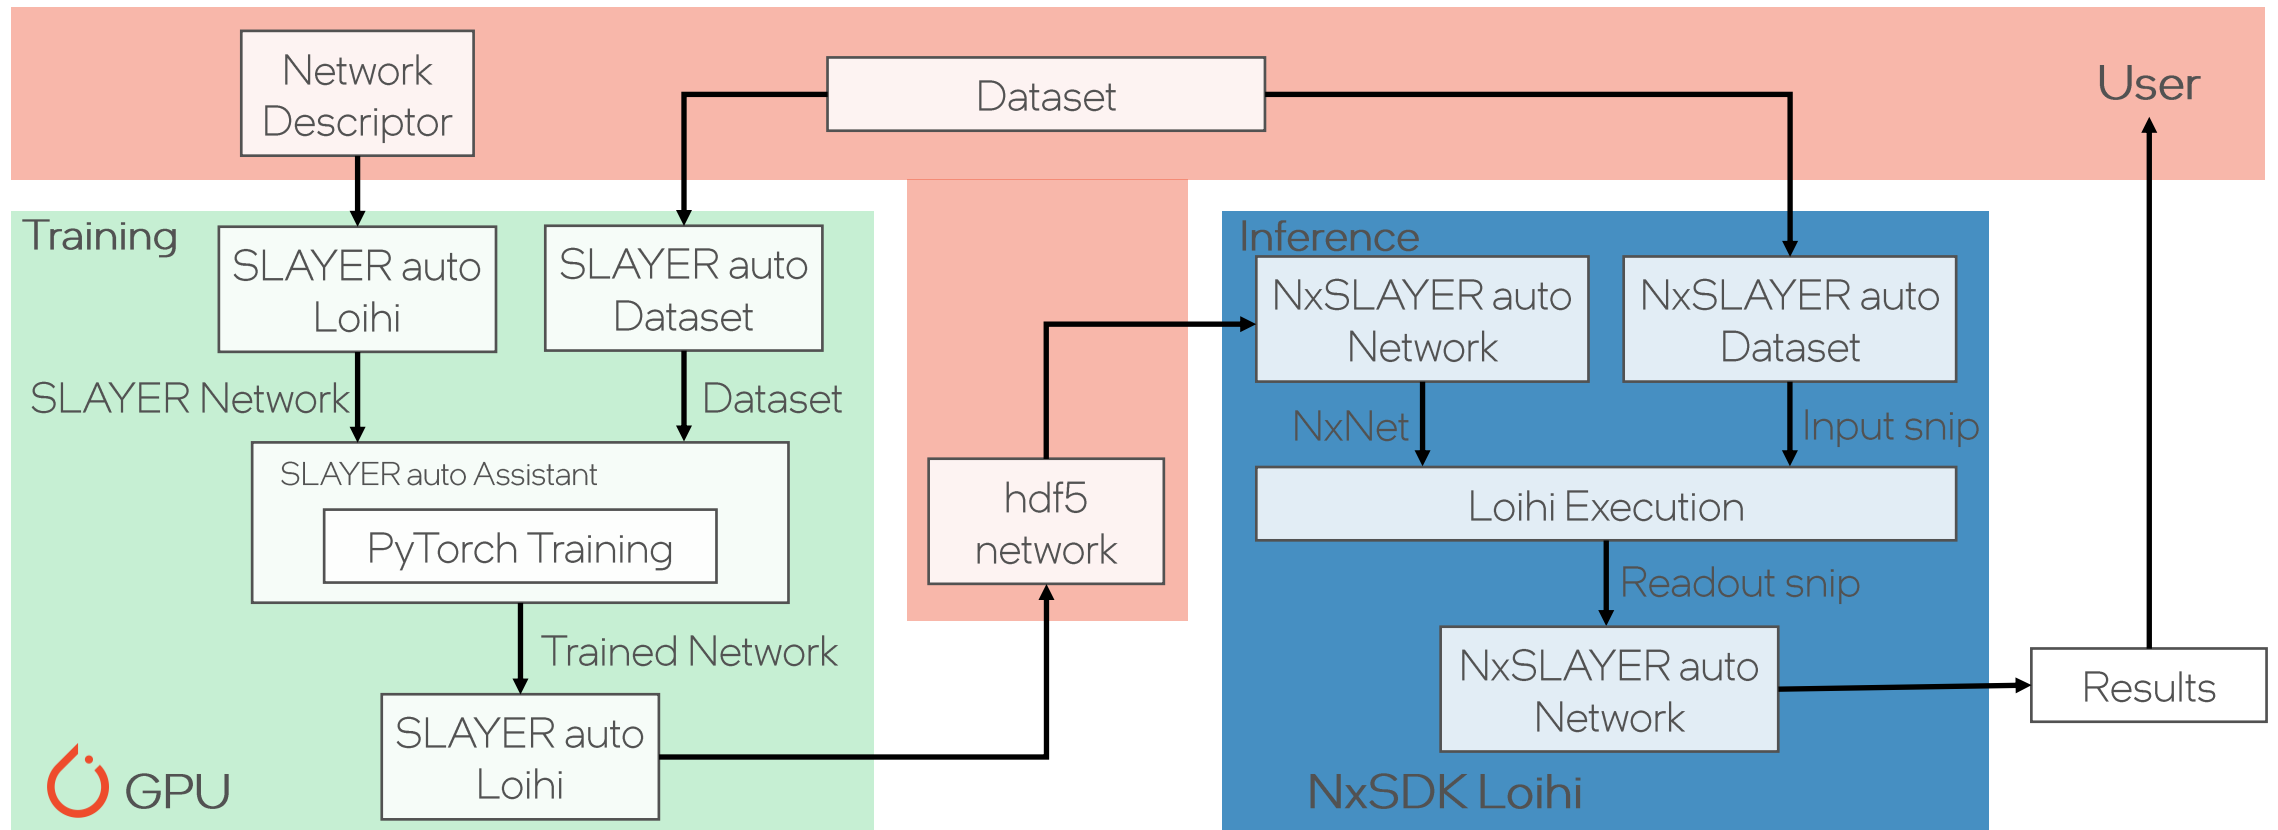 Network
Descriptor
Dataset
User
Training
SLAYER auto
Loihi
SLAYER auto
Dataset
SLAYER Network
Dataset
SLAYER auto Assistant
PyTorch Training
Trained Network
SLAYER auto
Loihi
GPU
hdf5
network
Inference
NxSLAYER auto
Network
NxSLAYER auto
Dataset
NxNet
Input snip
Loihi Execution
Readout snip
NxSLAYER auto
Network
NxSDK Loihi
Results